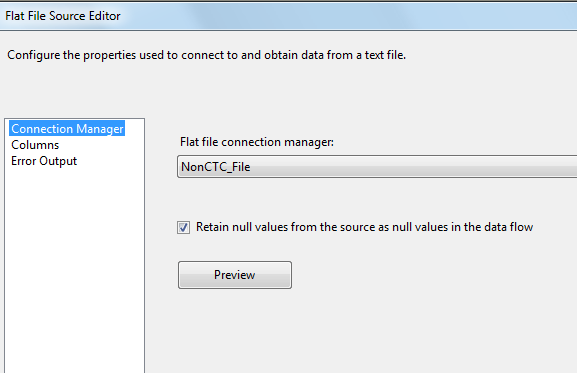 Flat File Source Editor
Configure the properties used to connect to and obtain data from a text file.
Connection Manager
Columns
Error Output
Flat file connection manager:
NonCTC_File
Retain null values from the source as null values in the data flow
Preview